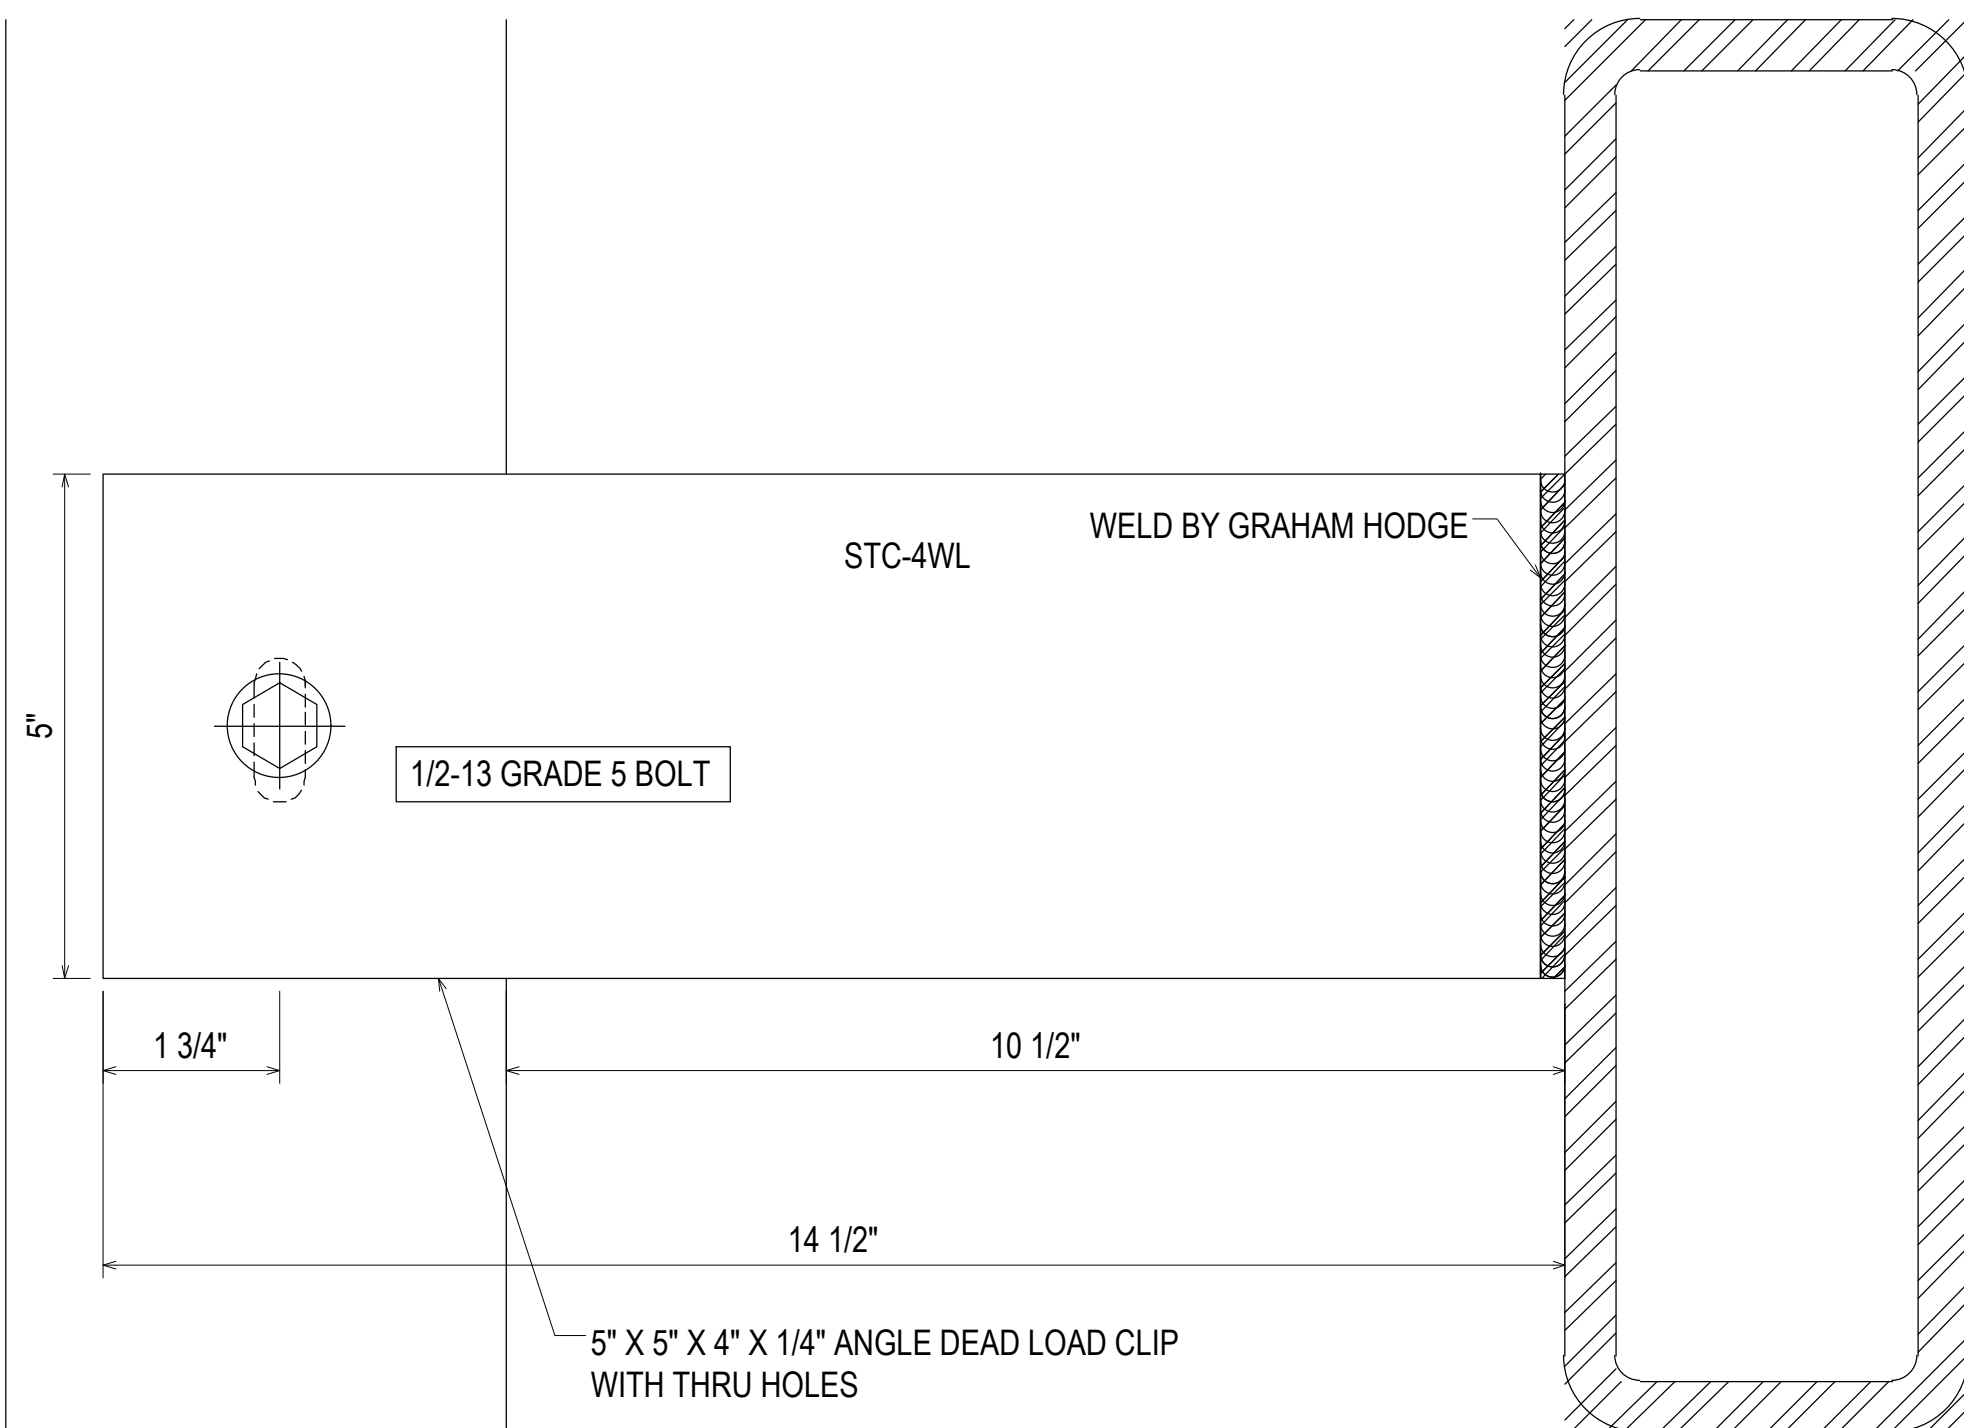 WELD BY GRAHAM HODGE
STC-4WL
5"
1/2-13 GRADE 5 BOLT
1 3/4"
10 1/2"
14 1/2"
5" X 5" X 4" X 1/4" ANGLE DEAD LOAD CLIP
WITH THRU HOLES